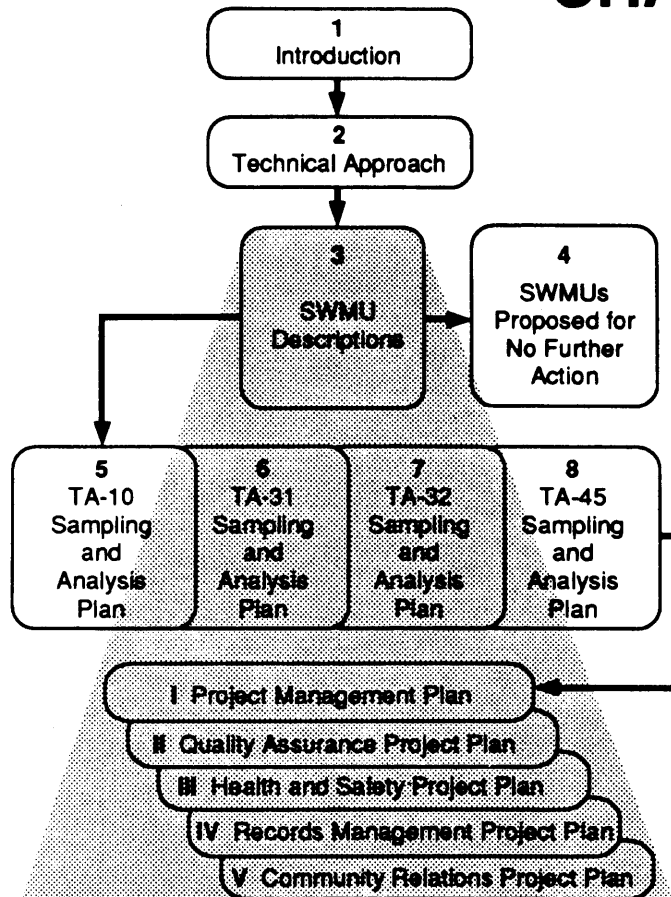 1
Introduction
2
Technical Approach
3
SWMU
Descriptions
4
SWMUs
Proposed for
No Further
Action
5
TA-10
Sampling
and
Analysis
Plan
6
TA-31
Sampling
and
Analysis
Plan
7
TA-32
Sampling
and
Analysis
Plan
8
TA-45
Sampling
and
Analysis
Plan
I Project Management Plan
II Quality Assurance Project Plan
III Health and Safety Project Plan
IV Records Management Project Plan
V Community Relations Project Plan